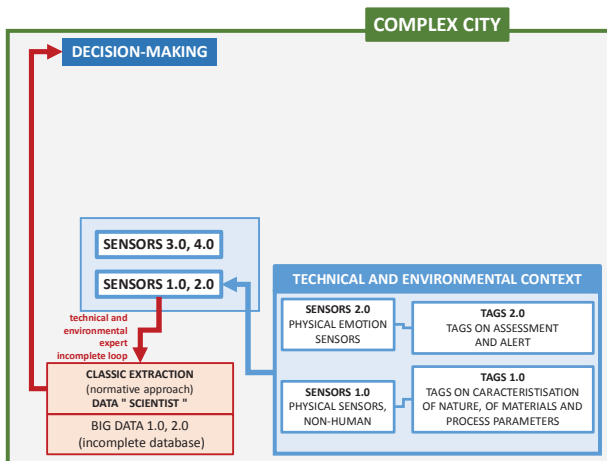 COMPLEX CITY
DECISION-MAKING
SENSORS 3.0, 4.0
SENSORS 1.0, 2.0
technical and
environmental
expert
incomplete loop
CLASSIC EXTRACTION
(normative approach)
DATA " SCIENTIST "
BIG DATA 1.0, 2.0
(incomplete database)
TECHNICAL AND ENVIRONMENTAL CONTEXT
SENSORS 2.0
PHYSICAL EMOTION
SENSORS
TAGS 2.0
TAGS ON ASSESSMENT
AND ALERT
SENSORS 1.0
PHYSICAL SENSORS,
NON-HUMAN
TAGS 1.0
TAGS ON CARACTERISTISATION
OF NATURE, OF MATERIALS AND
PROCESS PARAMETERS